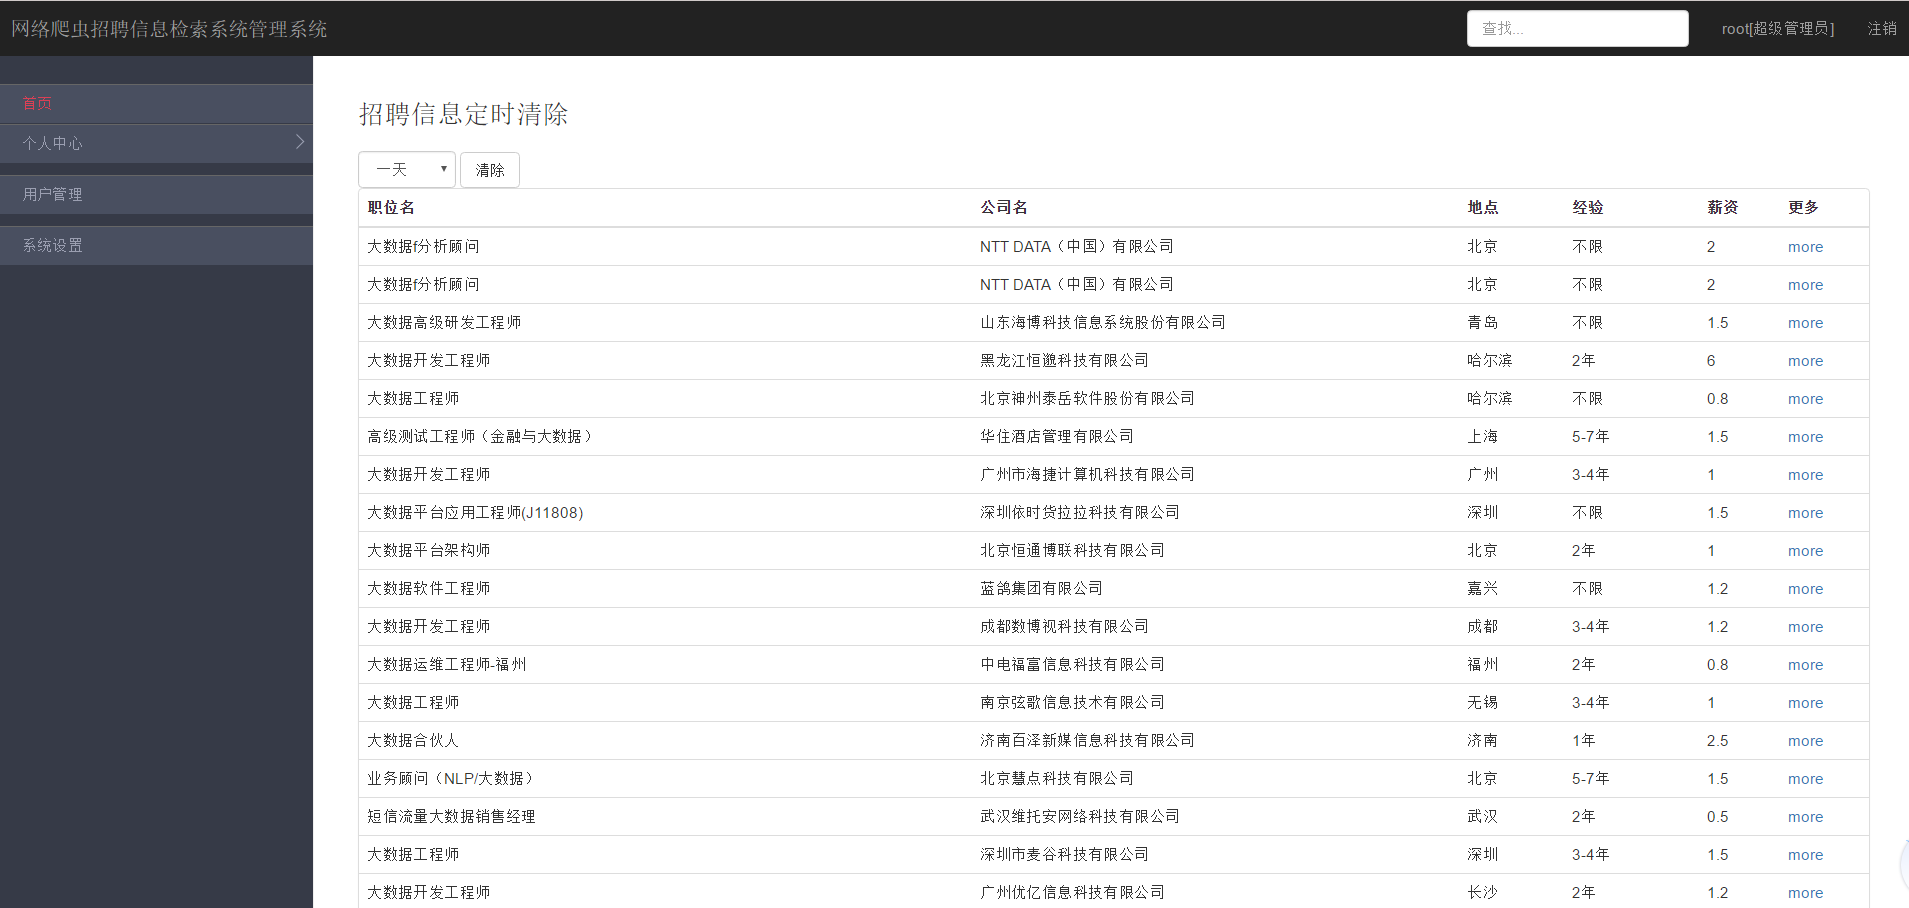 网络爬虫招聘信息检索系统管理系统 查找... root[超级管理员] 注销
首页
个人中心
用户管理
系统设置
招聘信息定时清除
一天 清除
职位名 公司名 地点 经验 薪资 更多
大数据f分析顾问 NTT DATA（中国）有限公司 北京 不限 2 more
大数据f分析顾问 NTT DATA（中国）有限公司 北京 不限 2 more
大数据高级研发工程师 山东海博科技信息系统股份有限公司 青岛 不限 1.5 more
大数据开发工程师 黑龙江恒邈科技有限公司 哈尔滨 2年 6 more
大数据工程师 北京神州泰岳软件股份有限公司 哈尔滨 不限 0.8 more
高级测试工程师（金融与大数据） 华住酒店管理有限公司 上海 5-7年 1.5 more
大数据开发工程师 广州市海捷计算机科技有限公司 广州 3-4年 1 more
大数据平台应用工程师(J11808) 深圳依时货拉拉科技有限公司 深圳 不限 1.5 more
大数据平台架构师 北京恒通博联科技有限公司 北京 2年 1 more
大数据软件工程师 蓝鸽集团有限公司 嘉兴 不限 1.2 more
大数据开发工程师 成都数博视科技有限公司 成都 3-4年 1.2 more
大数据运维工程师-福州 中电福富信息科技有限公司 福州 2年 0.8 more
大数据工程师 南京弦歌信息技术有限公司 无锡 3-4年 1 more
大数据合伙人 济南百泽新媒信息科技有限公司 济南 1年 2.5 more
业务顾问（NLP/大数据） 北京慧点科技有限公司 北京 5-7年 1.5 more
短信流量大数据销售经理 武汉维托安网络科技有限公司 武汉 2年 0.5 more
大数据工程师 深圳市麦谷科技有限公司 深圳 3-4年 1.5 more
大数据开发工程师 广州优亿信息科技有限公司 长沙 2年 1.2 more